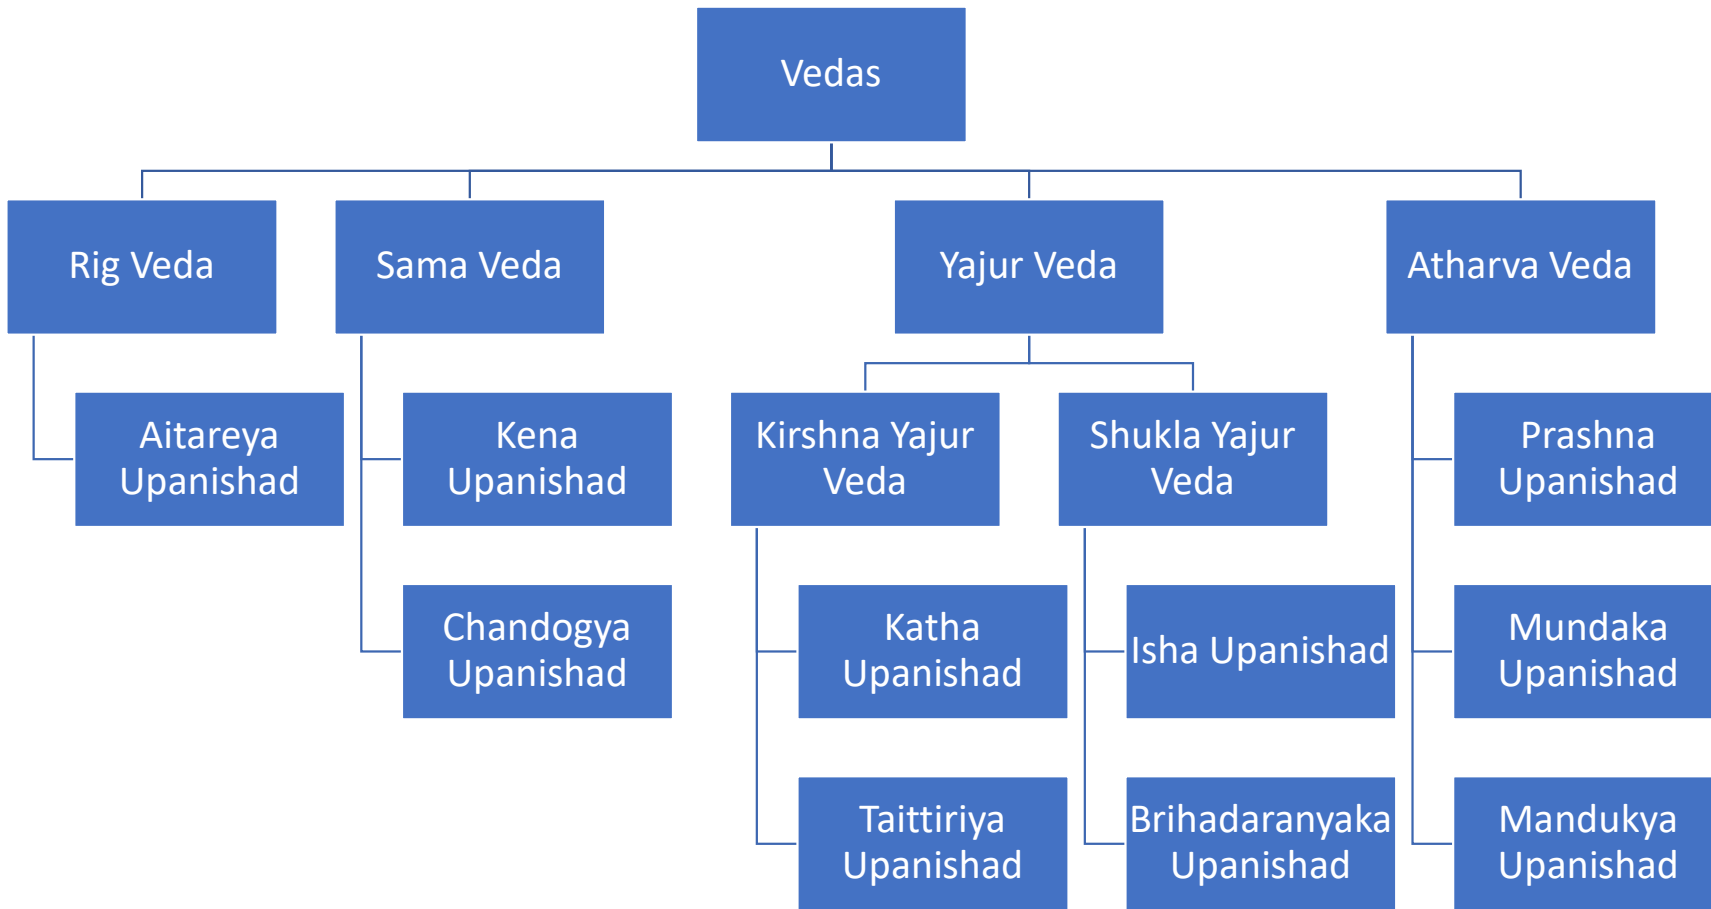 Vedas
Rig Veda
Sama Veda
Yajur Veda
Atharva Veda
Aitareya
Upanishad
Kena
Upanishad
Kirshna Yajur
Veda
Shukla Yajur
Veda
Prashna
Upanishad
Chandogya
Upanishad
Katha
Upanishad
Isha Upanishad
Mundaka
Upanishad
Taittiriya
Upanishad
Brihadaranyaka
Upanishad
Mandukya
Upanishad